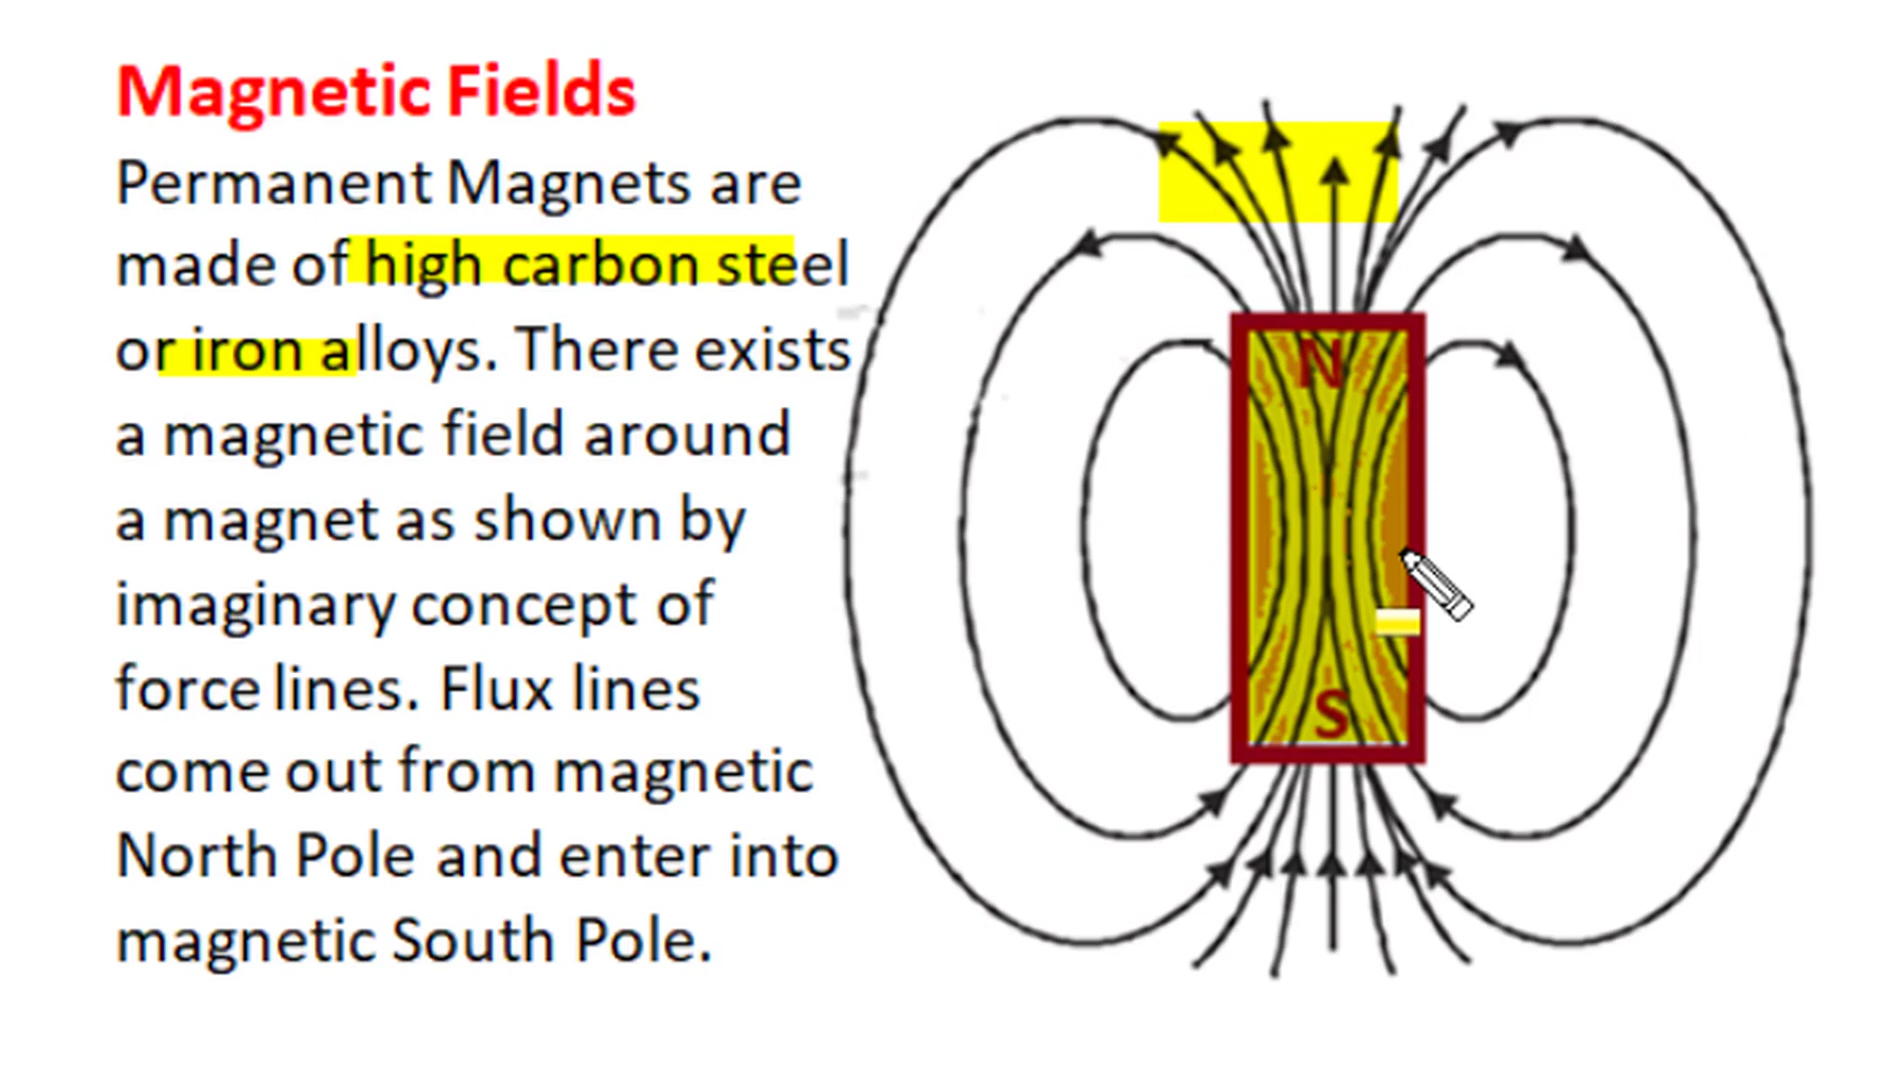 Magnetic Fields
Permanent Magnets are
made of high carbon steel
or iron alloys. There exists
a magnetic field around
a magnet as shown by
imaginary concept of
force lines. Flux lines
come out from magnetic
North Pole and enter into
magnetic South Pole.
N
S